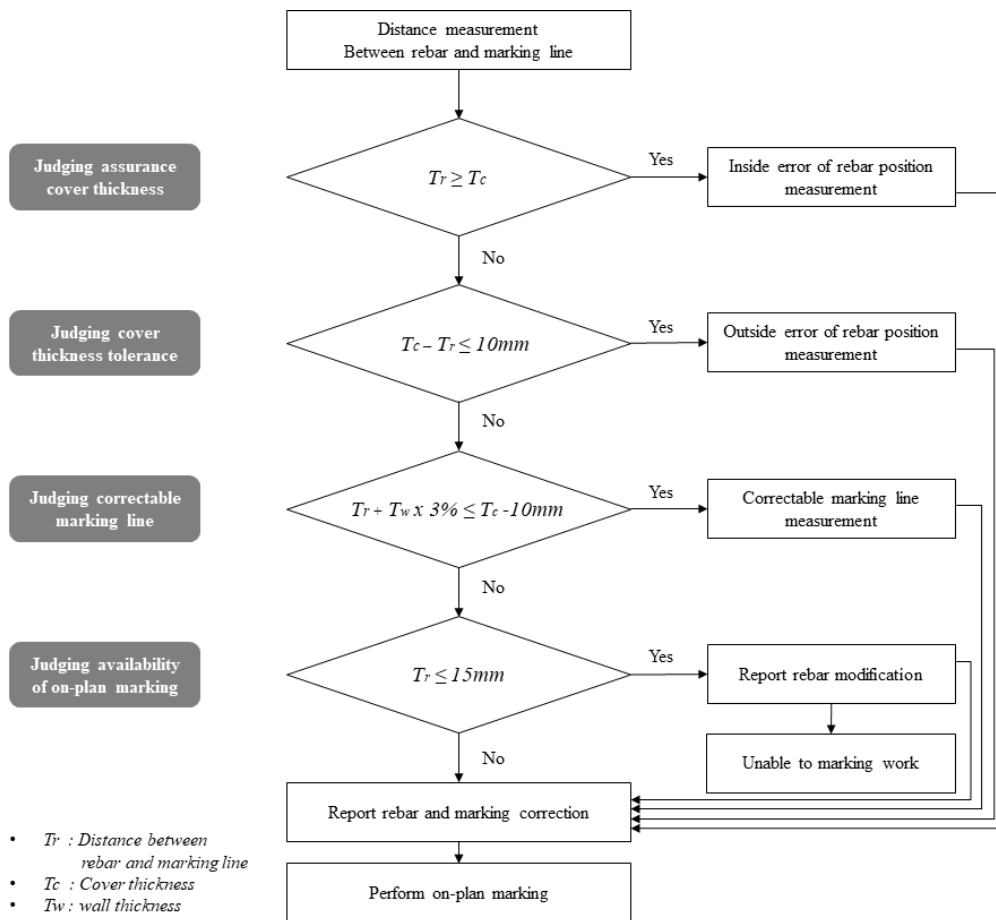 Distance measurement
Between rebar and marking line
Judging assurance
cover thickness
Tr ≥ Tc
Yes
Inside error of rebar position
measurement
No
Judging cover
thickness tolerance
Tc – Tr ≤ 10mm
Yes
Outside error of rebar position
measurement
No
Judging correctable
marking line
Tr + Tw x 3% ≤ Tc -10mm
Yes
Correctable marking line
measurement
No
Judging availability
of on-plan marking
Tr ≤ 15mm
Yes
Report rebar modification
Unable to marking work
No
Report rebar and marking correction
Perform on-plan marking
• Tr : Distance between
rebar and marking line
• Tc : Cover thickness
• Tw : wall thickness